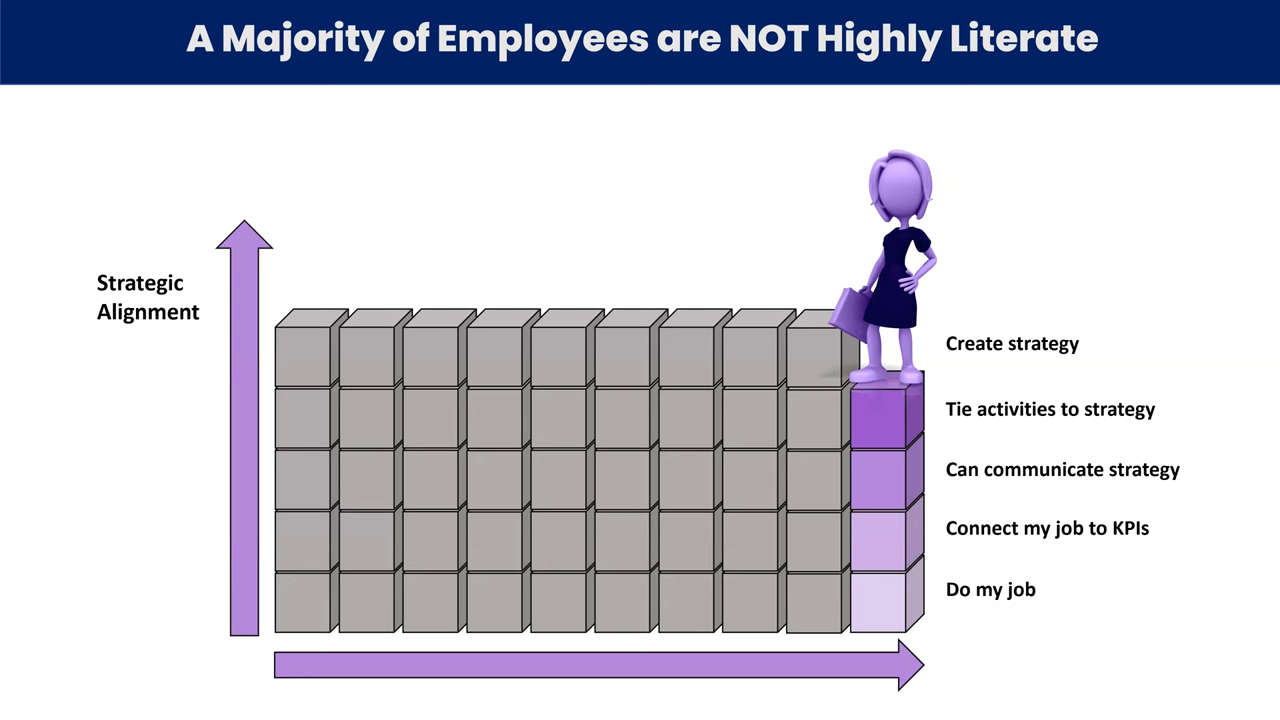 A Majority of Employees are NOT Highly Literate
Strategic
Alignment
Create strategy
Tie activities to strategy
Can communicate strategy
Connect my job to KPIs
Do my job